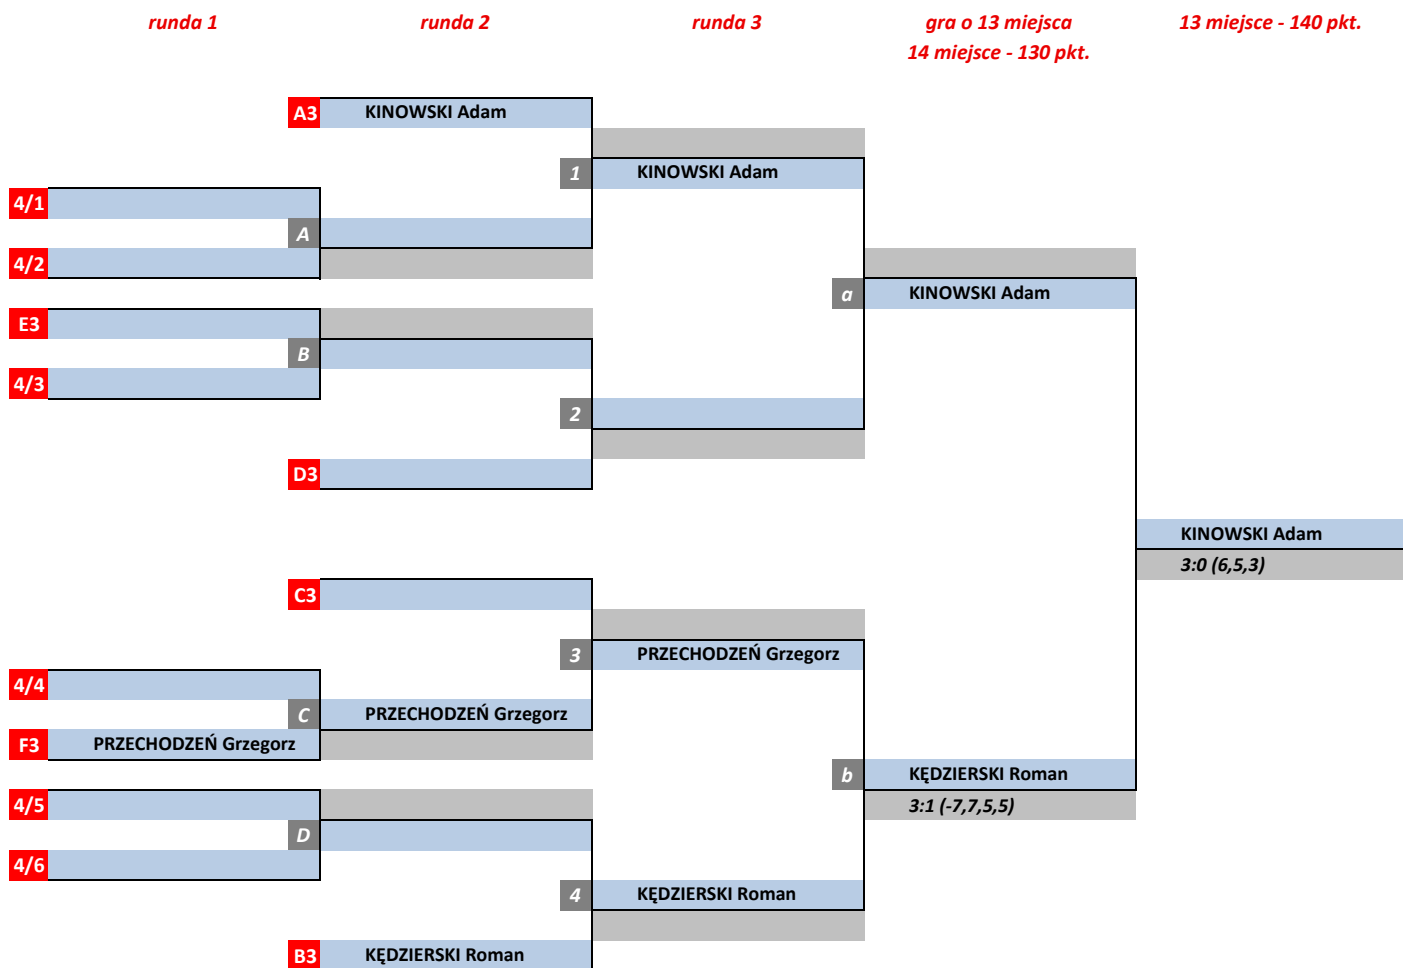 runda 1 runda 2 runda 3 gra o 13 miejsca 13 miejsce - 140 pkt.
14 miejsce - 130 pkt.
A3 KINOWSKI Adam
1 KINOWSKI Adam
4/1
A
4/2
a KINOWSKI Adam
E3
B
4/3
2
D3
KINOWSKI Adam
3:0 (6,5,3)
C3
3 PRZECHODZEŃ Grzegorz
4/4
C PRZECHODZEŃ Grzegorz
F3 PRZECHODZEŃ Grzegorz
b KĘDZIERSKI Roman
4/5 3:1 (-7,7,5,5)
D
4/6
4 KĘDZIERSKI Roman
B3 KĘDZIERSKI Roman